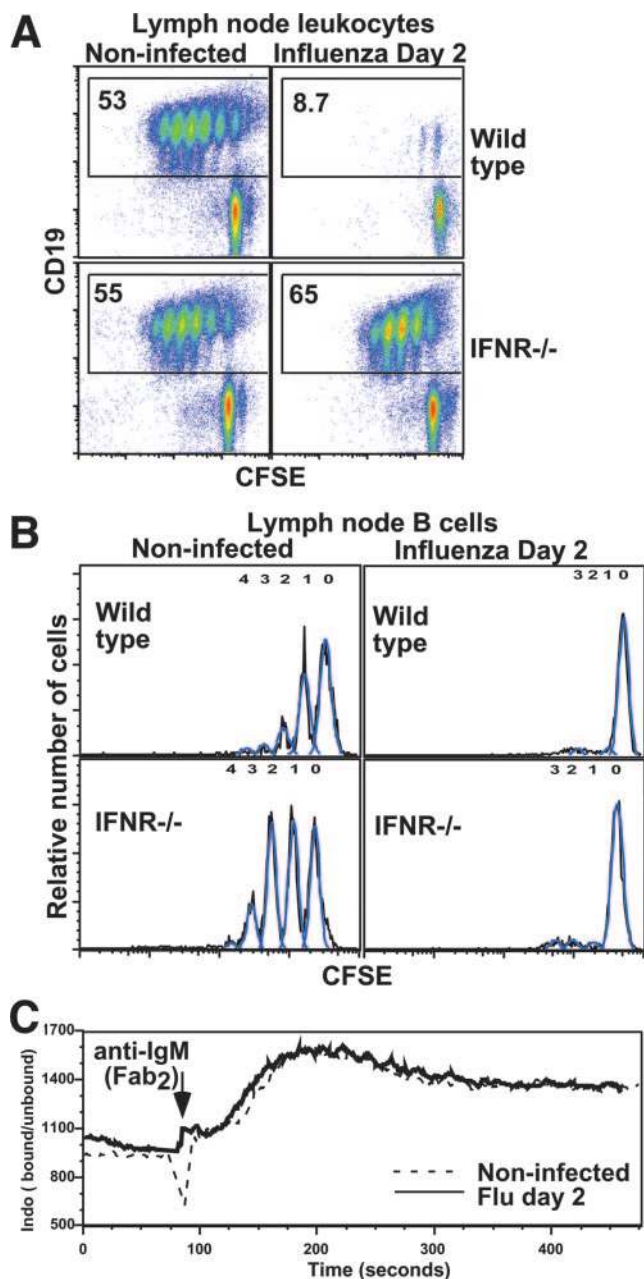 A
Lymph node leukocytes
Non-infected Influenza Day 2
53 8.7
Wild
type
55 65
IFNR-/-
CD19
CFSE
B
Lymph node B cells
Non-infected Influenza Day 2
4 3 2 1 0 3 2 1 0
Wild
type
Wild
type
4 3 2 1 0 3 2 1 0
IFNR-/- IFNR-/-
Relative number of cells
CFSE
C
1700
1400
1100
900
500
anti-IgM
(Fab2)
Indo ( bound/unbound)
Non-infected
Flu day 2
0 100 200 300 400
Time (seconds)